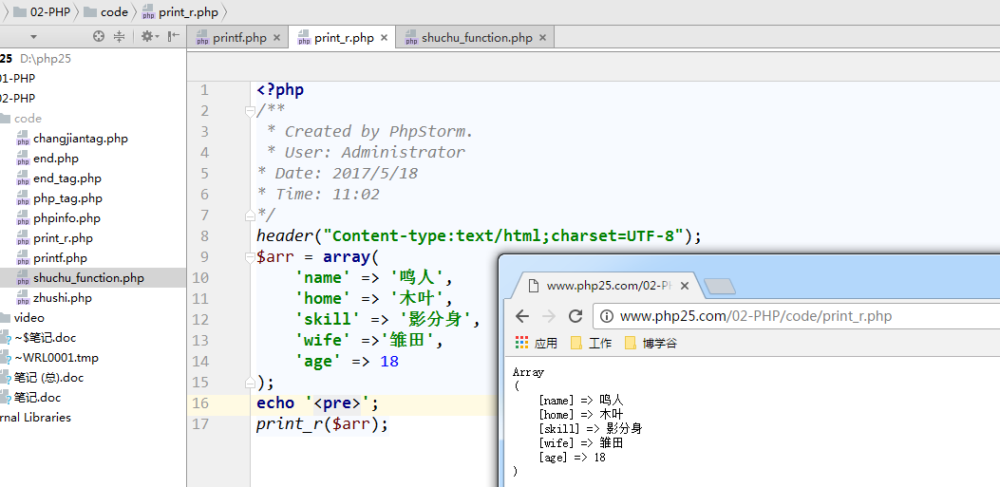 02-PHP code print_r.php
printf.php print_r.php shuchu_function.php
25 D:\php25
01-PHP
02-PHP
code
changjiantag.php
end.php
end_tag.php
php_tag.php
phpinfo.php
print_r.php
printf.php
shuchu_function.php
zhushi.php
video
~$笔记.doc
~WRL0001.tmp
笔记 (总).doc
笔记.doc
rnal Libraries
1 <?php
2 /**
3 * Created by PhpStorm.
4 * User: Administrator
5 * Date: 2017/5/18
6 * Time: 11:02
7 */
8 header("Content-type:text/html;charset=UTF-8");
9 $arr = array(
10 'name' => '鸣人',
11 'home' => '木叶',
12 'skill' => '影分身',
13 'wife' =>'雏田',
14 'age' => 18
15 );
16 echo '<pre>';
17 print_r($arr);
www.php25.com/02-PH
www.php25.com/02-PHP/code/print_r.php
应用 工作 博学谷
Array
(
[name] => 鸣人
[home] => 木叶
[skill] => 影分身
[wife] => 雏田
[age] => 18
)